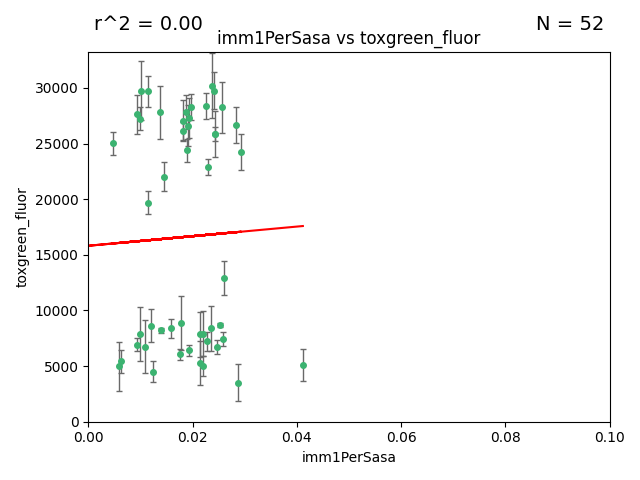 r^2 = 0.00
N = 52
imm1PerSasa vs toxgreen_fluor
30000
25000
20000
15000
10000
5000
0
toxgreen_fluor
0.00 0.02 0.04 0.06 0.08 0.10
imm1PerSasa